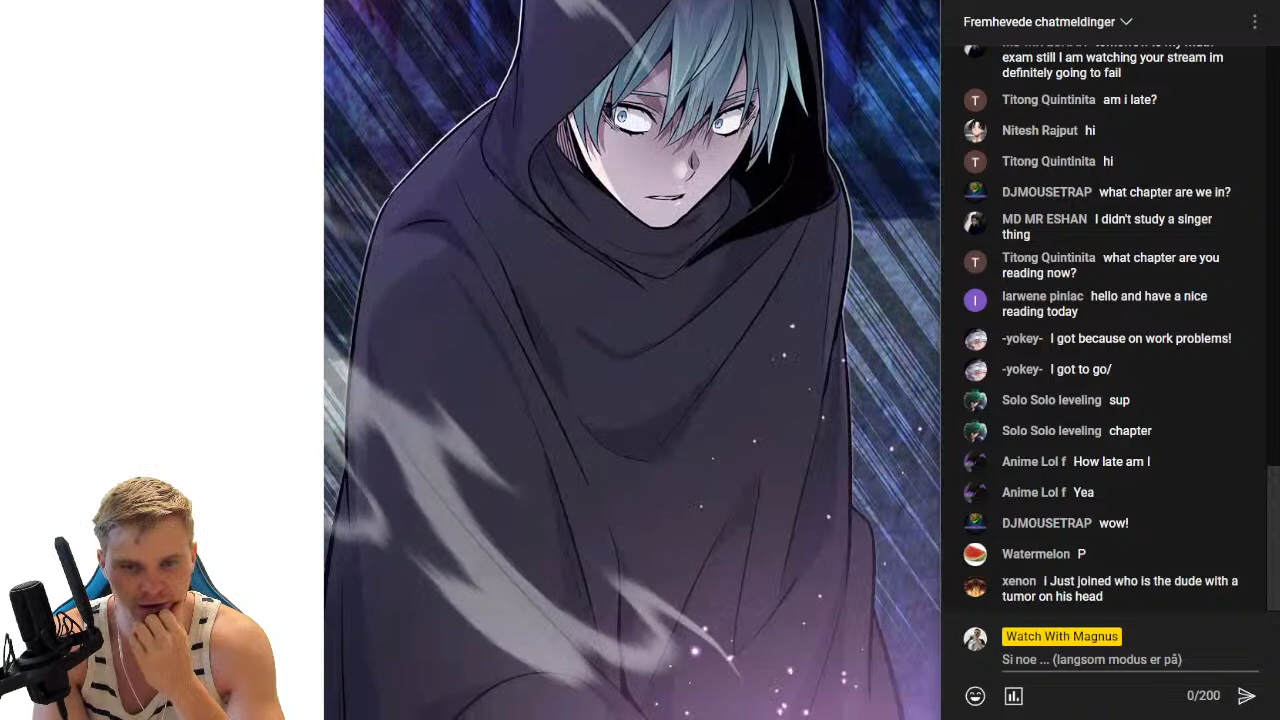 Fremhevede chatmeldinger
exam still I am watching your stream im
definitely going to fail
T Titong Quintinita am i late?
Nitesh Rajput hi
T Titong Quintinita hi
DJMOUSETRAP what chapter are we in?
MD MR ESHAN I didn't study a singer
thing
T Titong Quintinita what chapter are you
reading now?
I larwene pinlac hello and have a nice
reading today
-yokey- I got because on work problems!
-yokey- I got to go/
Solo Solo leveling sup
Solo Solo leveling chapter
Anime Lol f How late am I
Anime Lol f Yea
DJMOUSETRAP wow!
Watermelon P
xenon i Just joined who is the dude with a
tumor on his head
Watch With Magnus
Si noe ... (langsom modus er på)
0/200